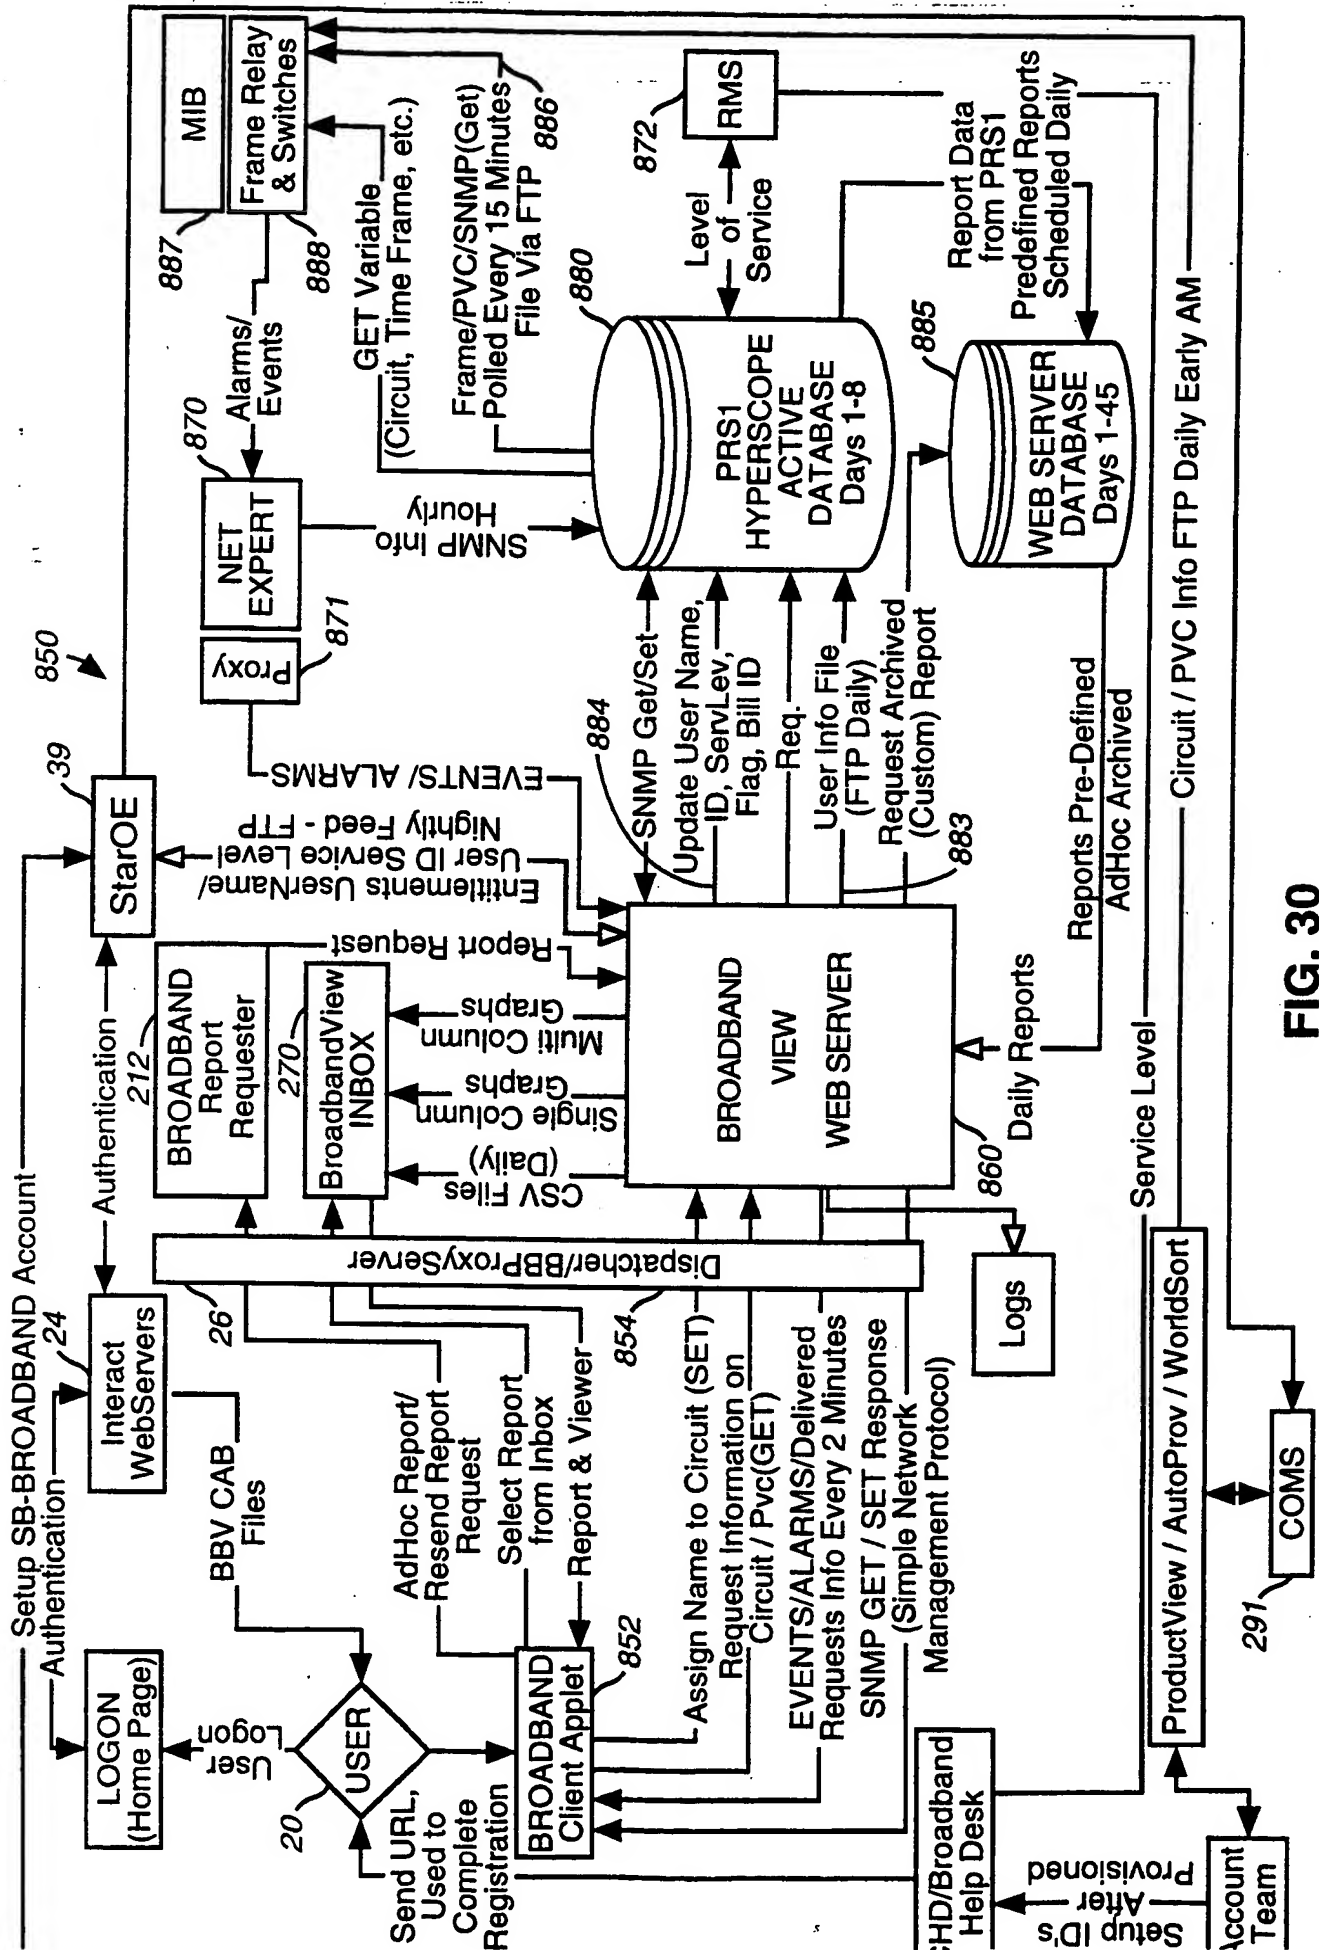 Setup SB-BROADBAND Account
Authentication
Authentication
LOGON
(Home Page)
24
Interact
WebServers
39
StarOE
850
User
Logon
BBV CAB
Files
20
USER
26
212
BROADBAND
Report
Requester
270
BroadbandView
INBOX
Report Request
Entitlements UserName/
User ID Service Level
Nightly Feed - FTP
EVENTS/ ALARMS
Proxy
871
870
NET
EXPERT
Alarms/
Events
887
MIB
888
Frame Relay
& Switches
SNMP Info
Hourly
GET Variable
(Circuit, Time Frame, etc.)
Frame/PVC/SNMP(Get)
Polled Every 15 Minutes
File Via FTP
886
Send URL,
Used to
Complete
Registration
BROADBAND
Client Applet
852
AdHoc Report/
Resend Report
Request
Select Report
from Inbox
Report & Viewer
Dispatcher/BBProxyServer
854
CSV Files
(Daily)
Single Column
Graphs
Multi Column
Graphs
Assign Name to Circuit (SET)
Request Information on
Circuit / Pvc(GET)
EVENTS/ALARMS/Delivered
Requests Info Every 2 Minutes
SNMP GET / SET Response
(Simple Network
Management Protocol)
BROADBAND
VIEW
WEB SERVER
860
884
SNMP Get/Set
Update User Name,
ID, ServLev,
Flag, Bill ID
Req.
User Info File
(FTP Daily)
Request Archived
(Custom) Report
883
880
PRS1
HYPERSCOPE
ACTIVE
DATABASE
Days 1-8
Level
of
Service
872
RMS
885
WEB SERVER
DATABASE
Days 1-45
Report Data
from PRS1
Predefined Reports
Scheduled Daily
Logs
Daily Reports
Reports Pre-Defined
AdHoc Archived
CHD/Broadband
Help Desk
Service Level
Setup ID's
After
Provisioned
Account
Team
ProductView / AutoProv / WorldSort
Circuit / PVC Info FTP Daily Early AM
291
COMS
FIG. 30